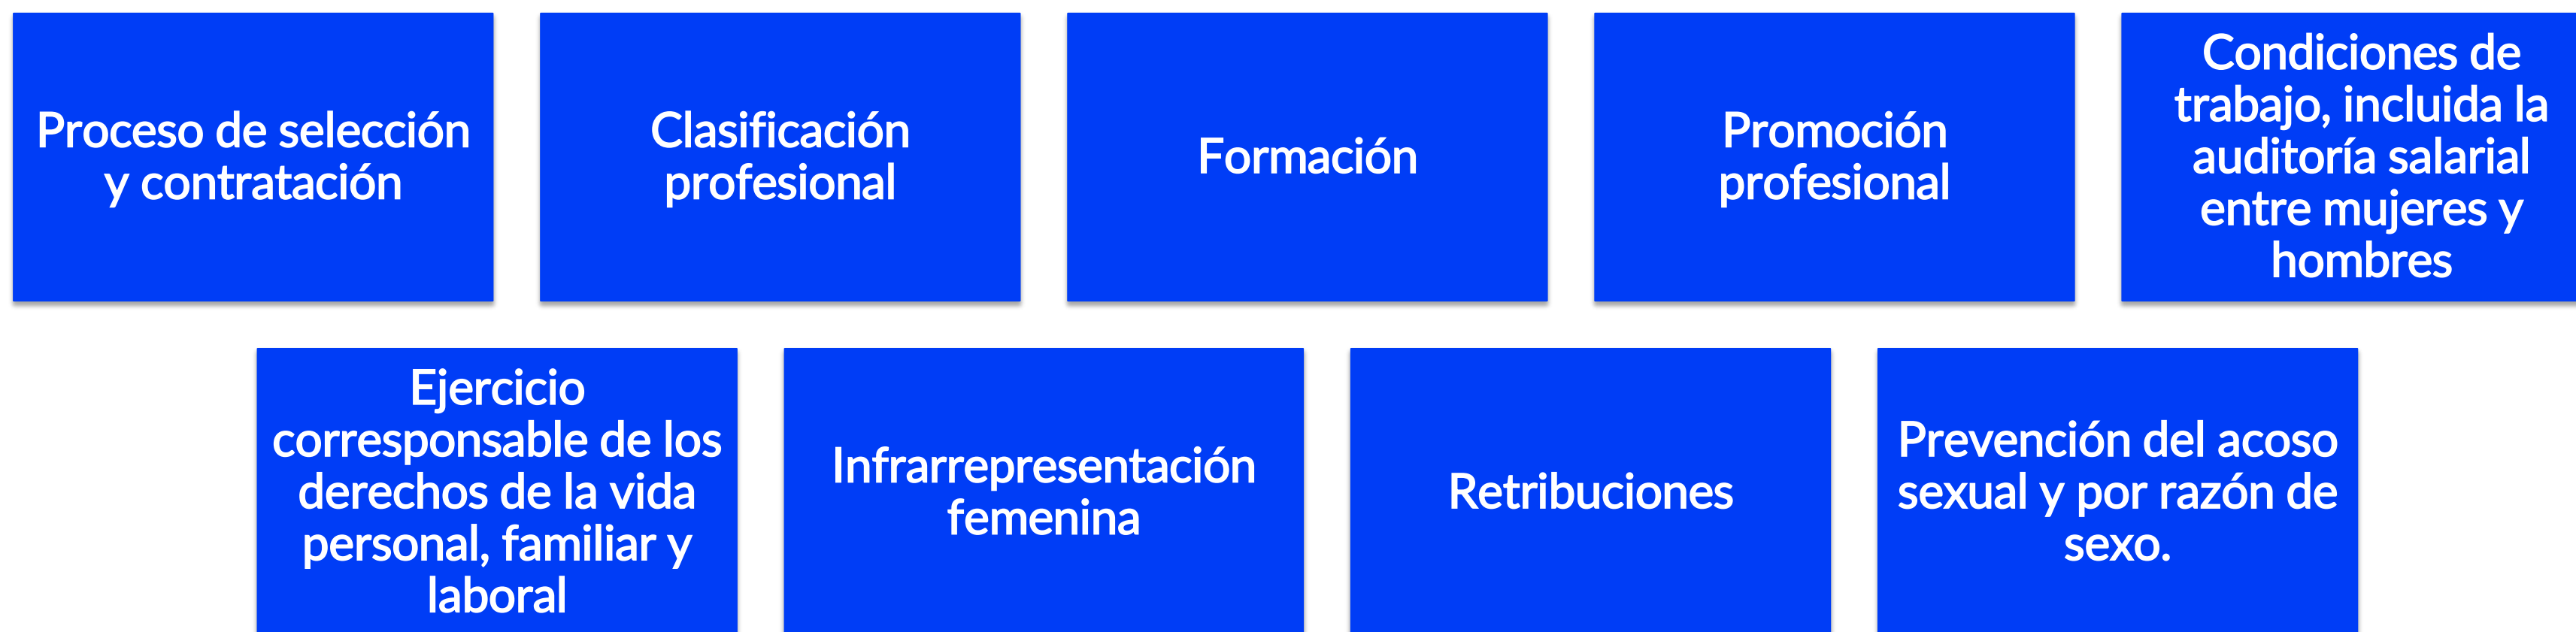 Proceso de selección
y contratación
Clasificación
profesional
Formación
Promoción
profesional
Condiciones de
trabajo, incluida la
auditoría salarial
entre mujeres y
hombres
Ejercicio
corresponsable de los
derechos de la vida
personal, familiar y
laboral
Infrarrepresentación
femenina
Retribuciones
Prevención del acoso
sexual y por razón de
sexo.